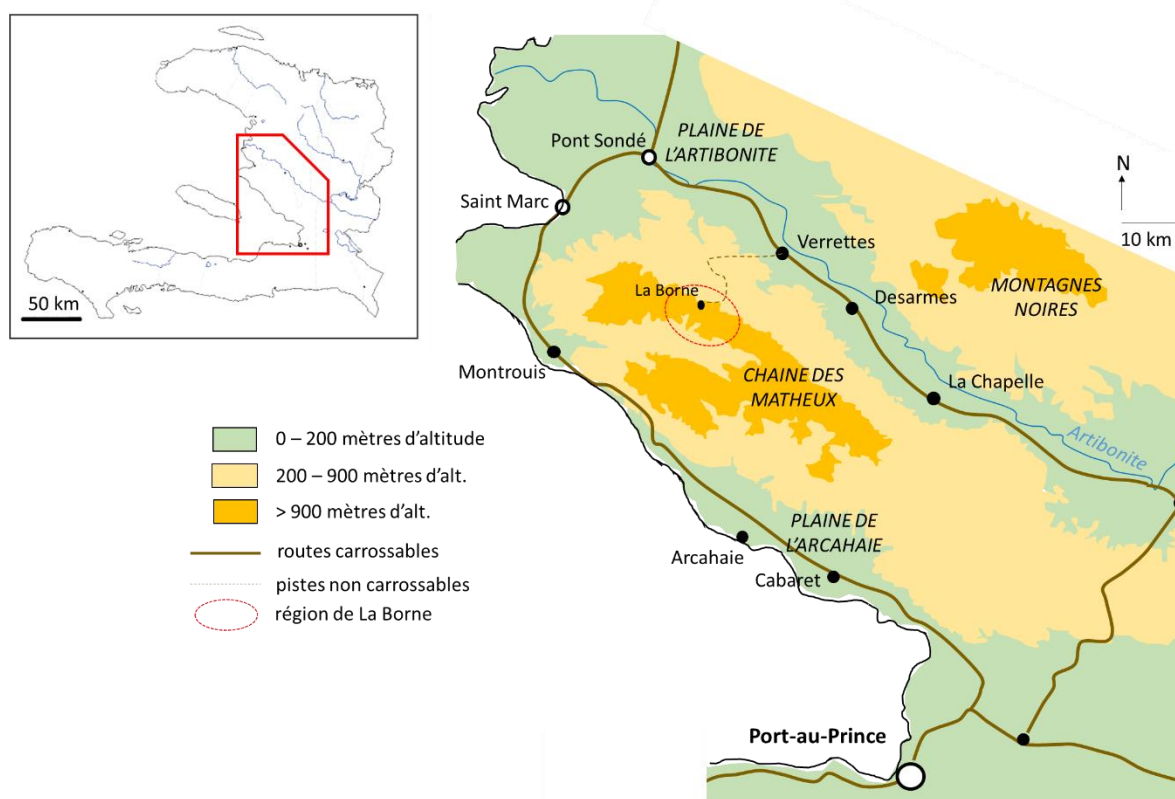 50 km
PLAINE DE
L'ARTIBONITE
Pont Sondé
Saint Marc
N
10 km
Verrettes
La Borne
Desarmes
MONTAGNES
NOIRES
Montrouis
CHAINE DES
MATHEUX
La Chapelle
Artibonite
0 – 200 mètres d'altitude
200 – 900 mètres d'alt.
> 900 mètres d'alt.
routes carrossables
pistes non carrossables
région de La Borne
PLAINE DE
L'ARCAHAIE
Arcahaie
Cabaret
Port-au-Prince